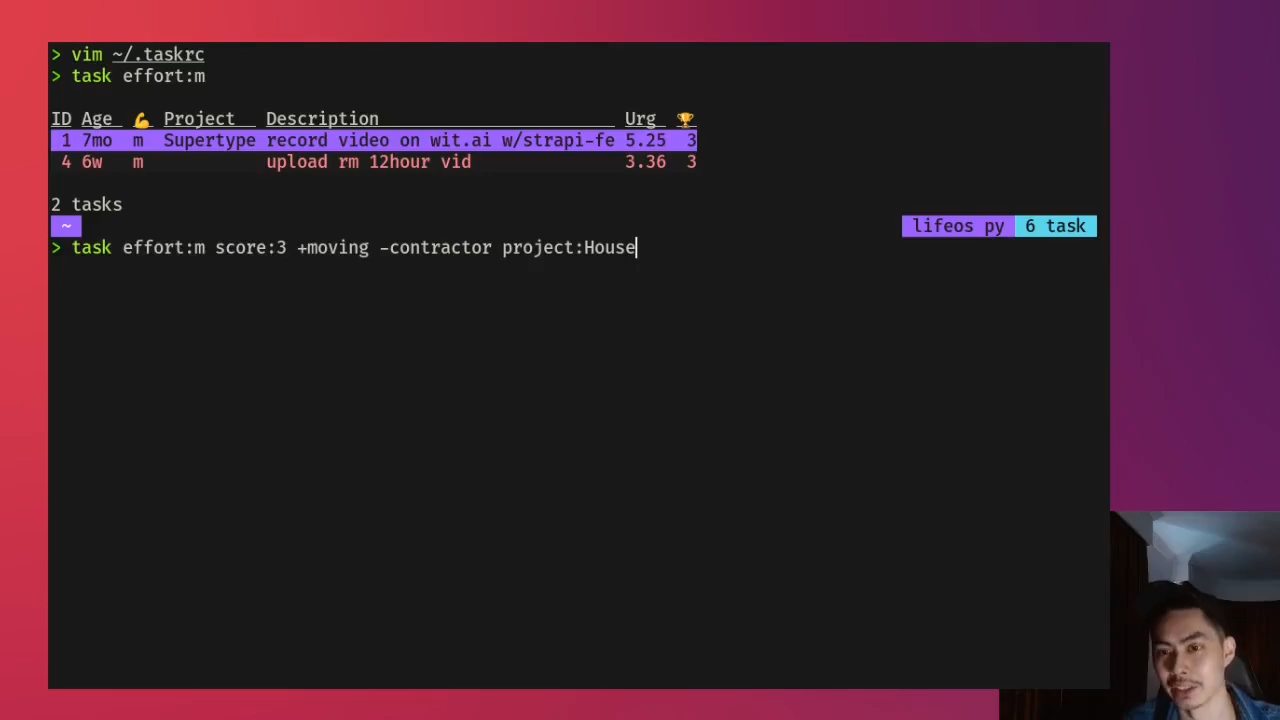 > vim ~/.taskrc
> task effort:m
ID Age 💪 Project Description Urg 🏆
1 7mo m Supertype record video on wit.ai w/strapi-fe 5.25 3
4 6w m upload rm 12hour vid 3.36 3
2 tasks
~ lifeos py 6 task
> task effort:m score:3 +moving -contractor project:House